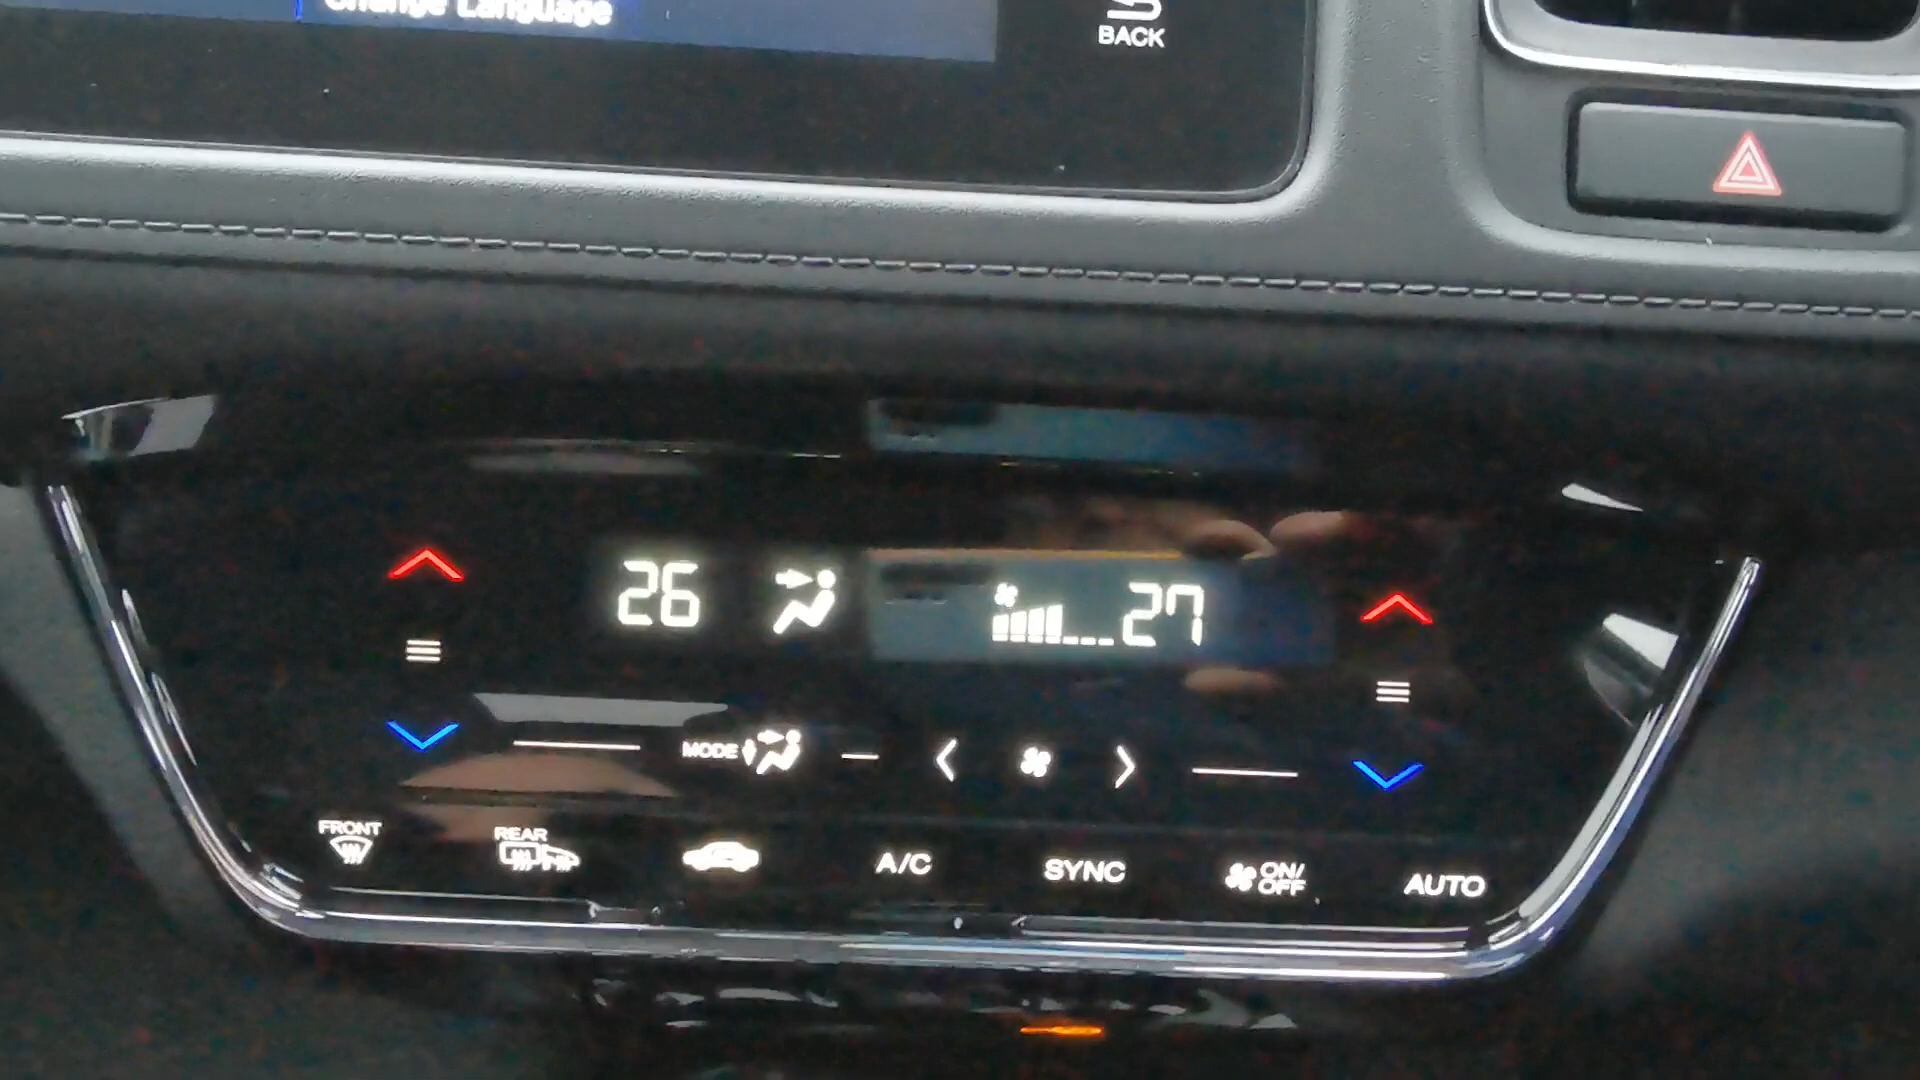 Change Language
BACK
26
27
MODE
FRONT
REAR
A/C
SYNC
ON/
OFF
AUTO